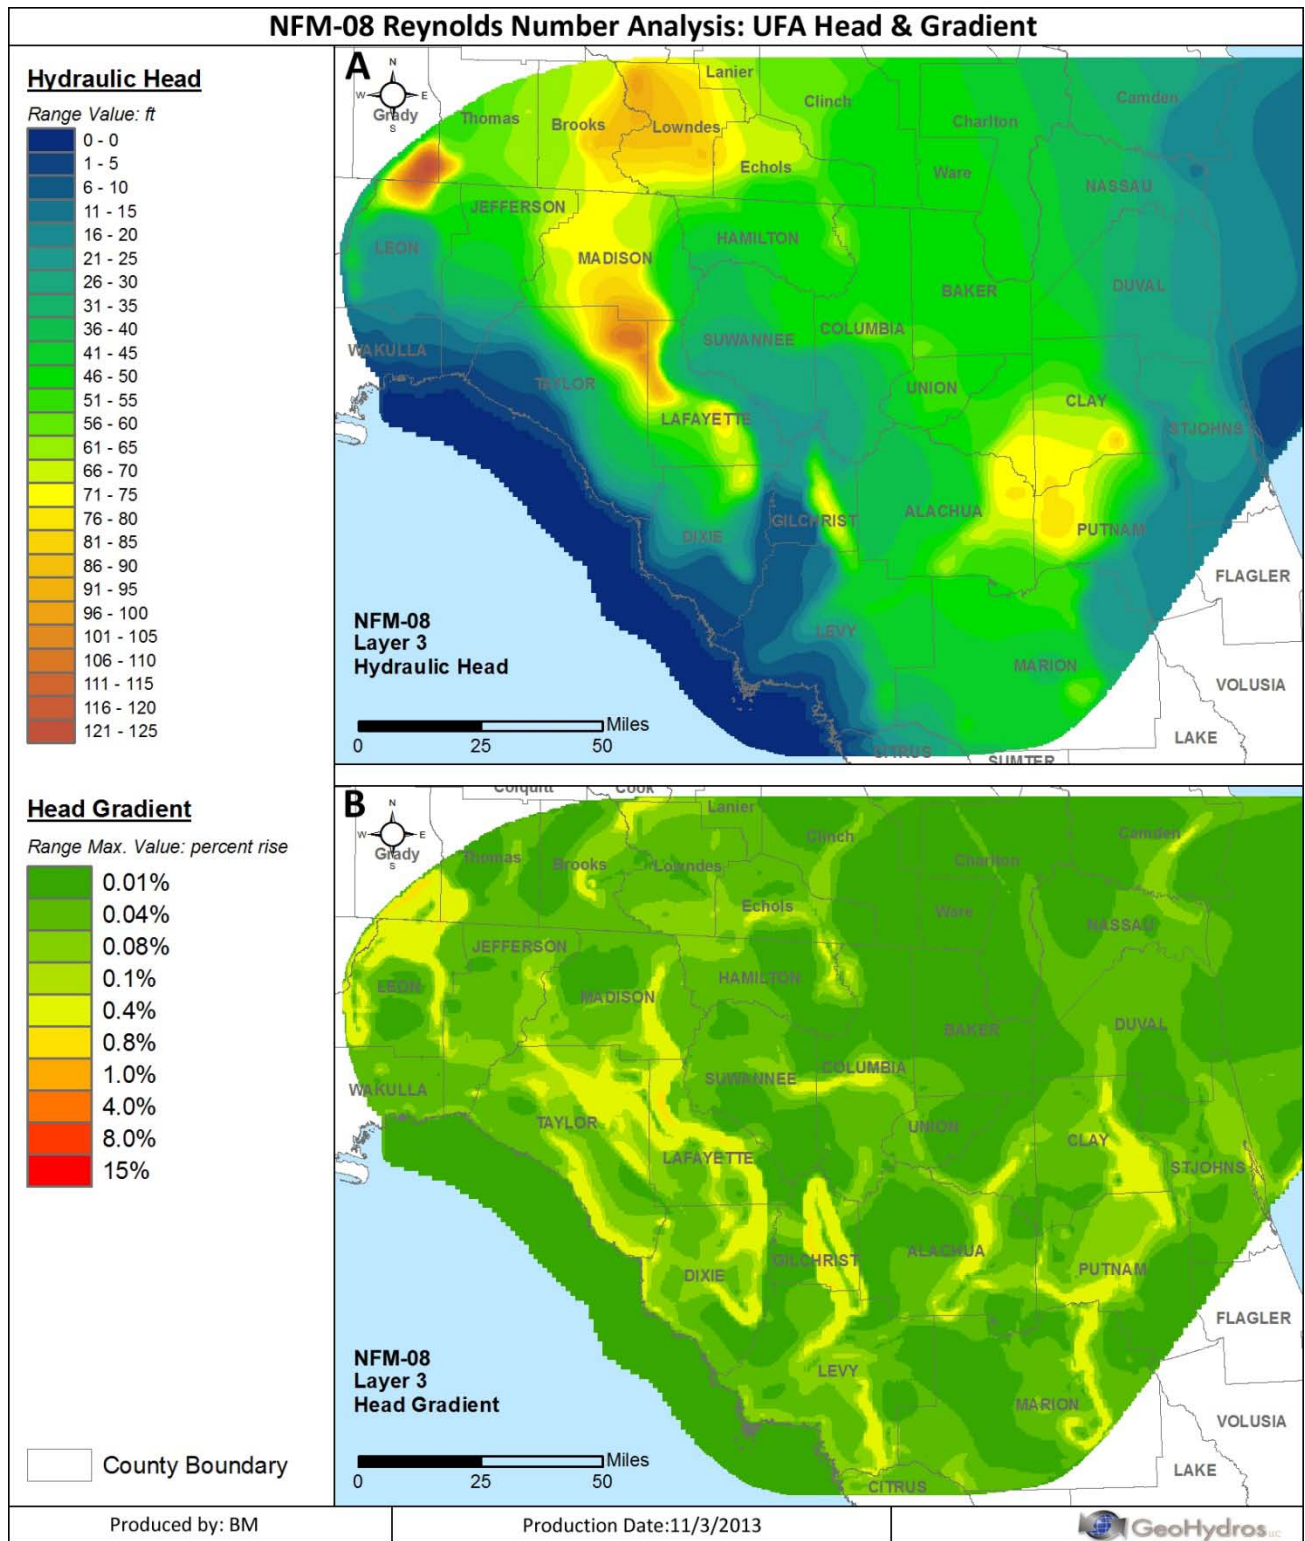 NFM-08 Reynolds Number Analysis: UFA Head & Gradient
Hydraulic Head
Range Value: ft
0 - 0
1 - 5
6 - 10
11 - 15
16 - 20
21 - 25
26 - 30
31 - 35
36 - 40
41 - 45
46 - 50
51 - 55
56 - 60
61 - 65
66 - 70
71 - 75
76 - 80
81 - 85
86 - 90
91 - 95
96 - 100
101 - 105
106 - 110
111 - 115
116 - 120
121 - 125
A
N
W E
S
Grady
Thomas
Brooks
Lanier
Lowndes
Clinch
Echols
Charlton
Ware
Camden
NASSAU
JEFFERSON
LEON
MADISON
HAMILTON
BAKER
DUVAL
WAKULLA
TAYLOR
SUWANNEE
COLUMBIA
UNION
CLAY
LAFAYETTE
STJOHNS
GILCHRIST
ALACHUA
DIXIE
PUTNAM
FLAGLER
LEVY
MARION
VOLUSIA
LAKE
CITRUS
SUMTER
NFM-08
Layer 3
Hydraulic Head
Miles
0 25 50
Head Gradient
Range Max. Value: percent rise
0.01%
0.04%
0.08%
0.1%
0.4%
0.8%
1.0%
4.0%
8.0%
15%
County Boundary
B
N
W E
S
Colquitt
Cook
Grady
Thomas
Brooks
Lanier
Lowndes
Clinch
Echols
Charlton
Ware
Camden
NASSAU
JEFFERSON
LEON
MADISON
HAMILTON
BAKER
DUVAL
WAKULLA
TAYLOR
SUWANNEE
COLUMBIA
UNION
CLAY
LAFAYETTE
STJOHNS
GILCHRIST
ALACHUA
DIXIE
PUTNAM
FLAGLER
LEVY
MARION
VOLUSIA
LAKE
CITRUS
NFM-08
Layer 3
Head Gradient
Miles
0 25 50
Produced by: BM
Production Date:11/3/2013
GeoHydros LLC